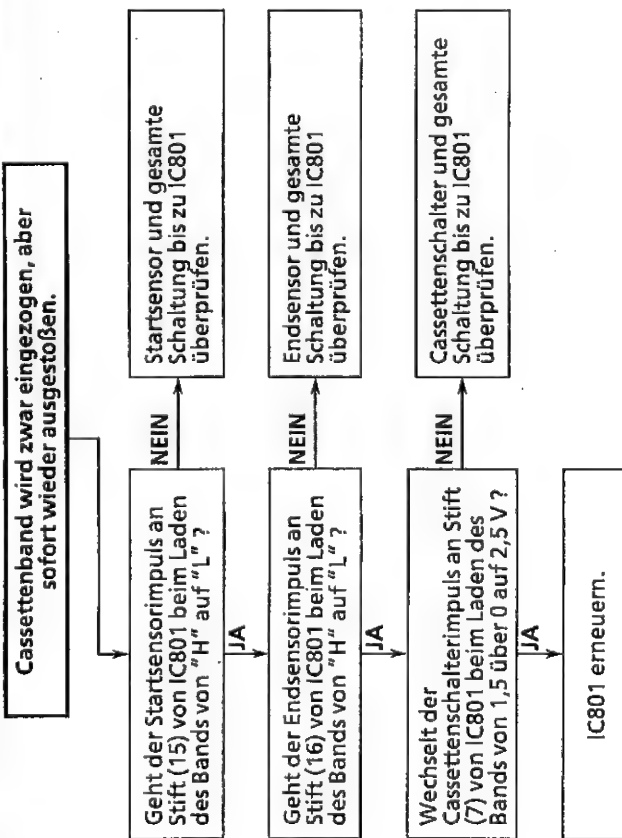 Cassettenband wird zwar eingezogen, aber
sofort wieder ausgestoßen.
Geht der Startsensorimpuls an
Stift (15) von IC801 beim Laden
des Bands von "H" auf "L" ?
NEIN
Startsensor und gesamte
Schaltung bis zu IC801
überprüfen.
JA
Geht der Endsensorimpuls an
Stift (16) von IC801 beim Laden
des Bands von "H" auf "L" ?
NEIN
Endsensor und gesamte
Schaltung bis zu IC801
überprüfen.
JA
Wechselt der
Cassettenschalterimpuls an Stift
(7) von IC801 beim Laden des
Bands von 1,5 über 0 auf 2,5 V ?
NEIN
Cassettenschalter und gesamte
Schaltung bis zu IC801
überprüfen.
JA
IC801 erneuern.